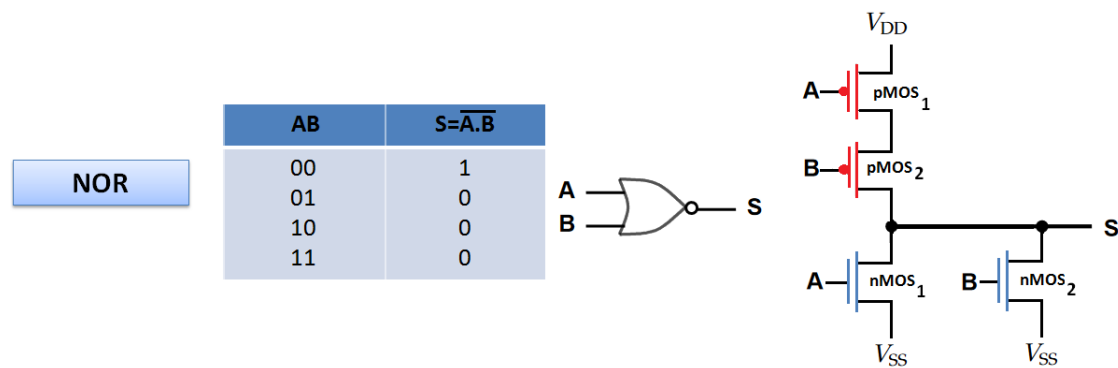 NOR
AB S=A̅.̅B̅
00 1
01 0
10 0
11 0
A
B
S
VDD
A
pMOS1
B
pMOS2
S
A
nMOS1
B
nMOS2
VSS
VSS